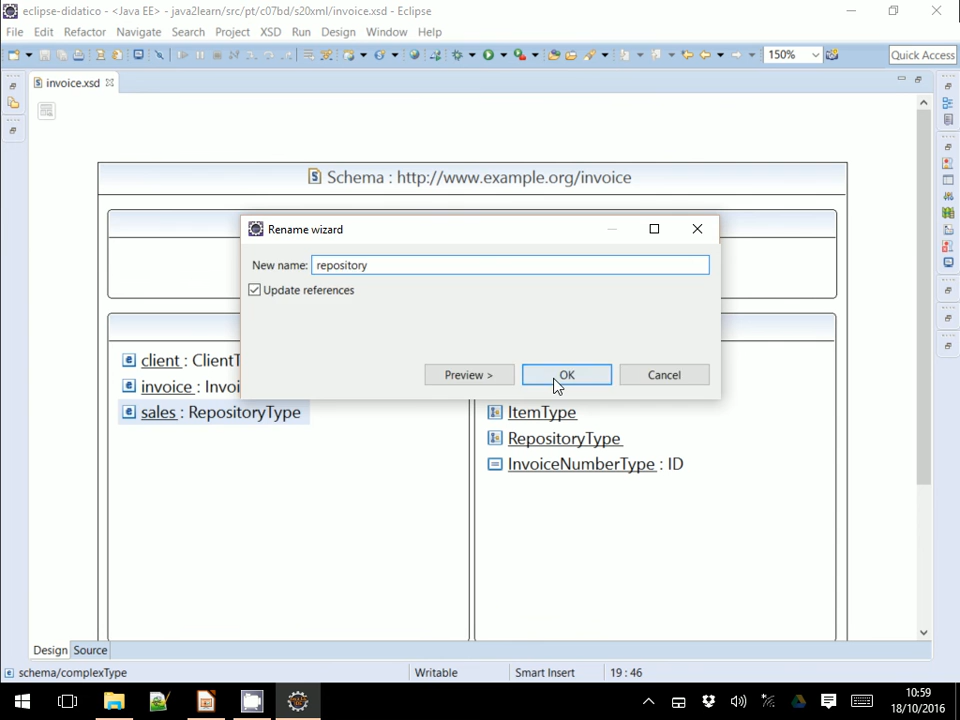 eclipse-didatico - <Java EE> - java2learn/src/pt/c07bd/s20xml/invoice.xsd - Eclipse
File Edit Refactor Navigate Search Project XSD Run Design Window Help
150% Quick Access
invoice.xsd
Schema : http://www.example.org/invoice
Rename wizard
New name: repository
Update references
Preview > OK Cancel
client : ClientT
invoice : Invoi
sales : RepositoryType
ItemType
RepositoryType
InvoiceNumberType : ID
Design Source
schema/complexType Writable Smart Insert 19 : 46
10:59
18/10/2016